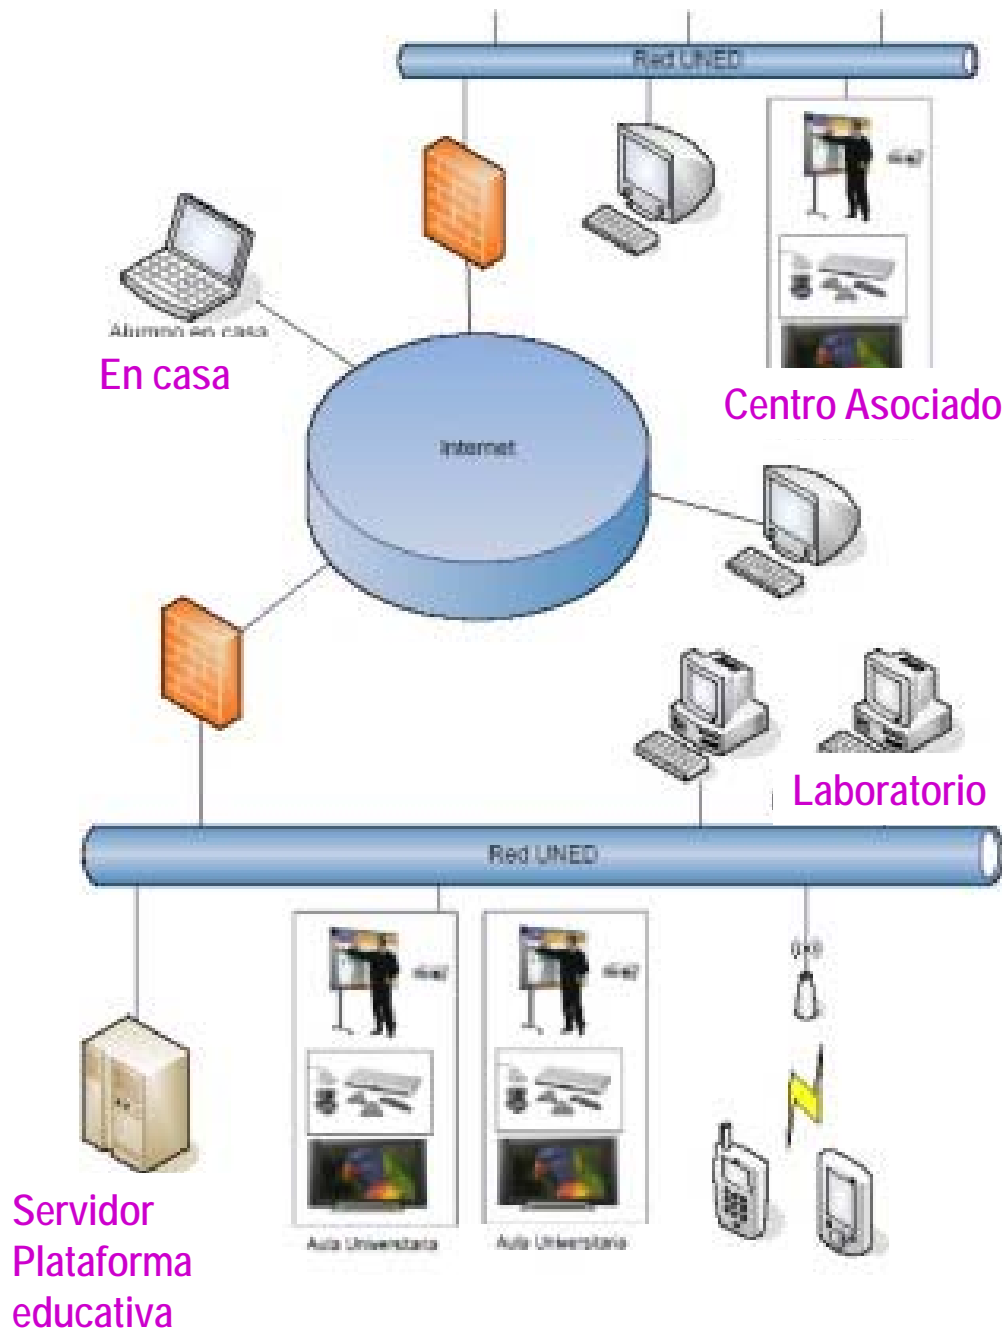 Red UNED
Alumno en casa
En casa
Centro Asociado
Internet
Laboratorio
Red UNED
Servidor
Plataforma
educativa
Aula Universitaria
Aula Universitaria